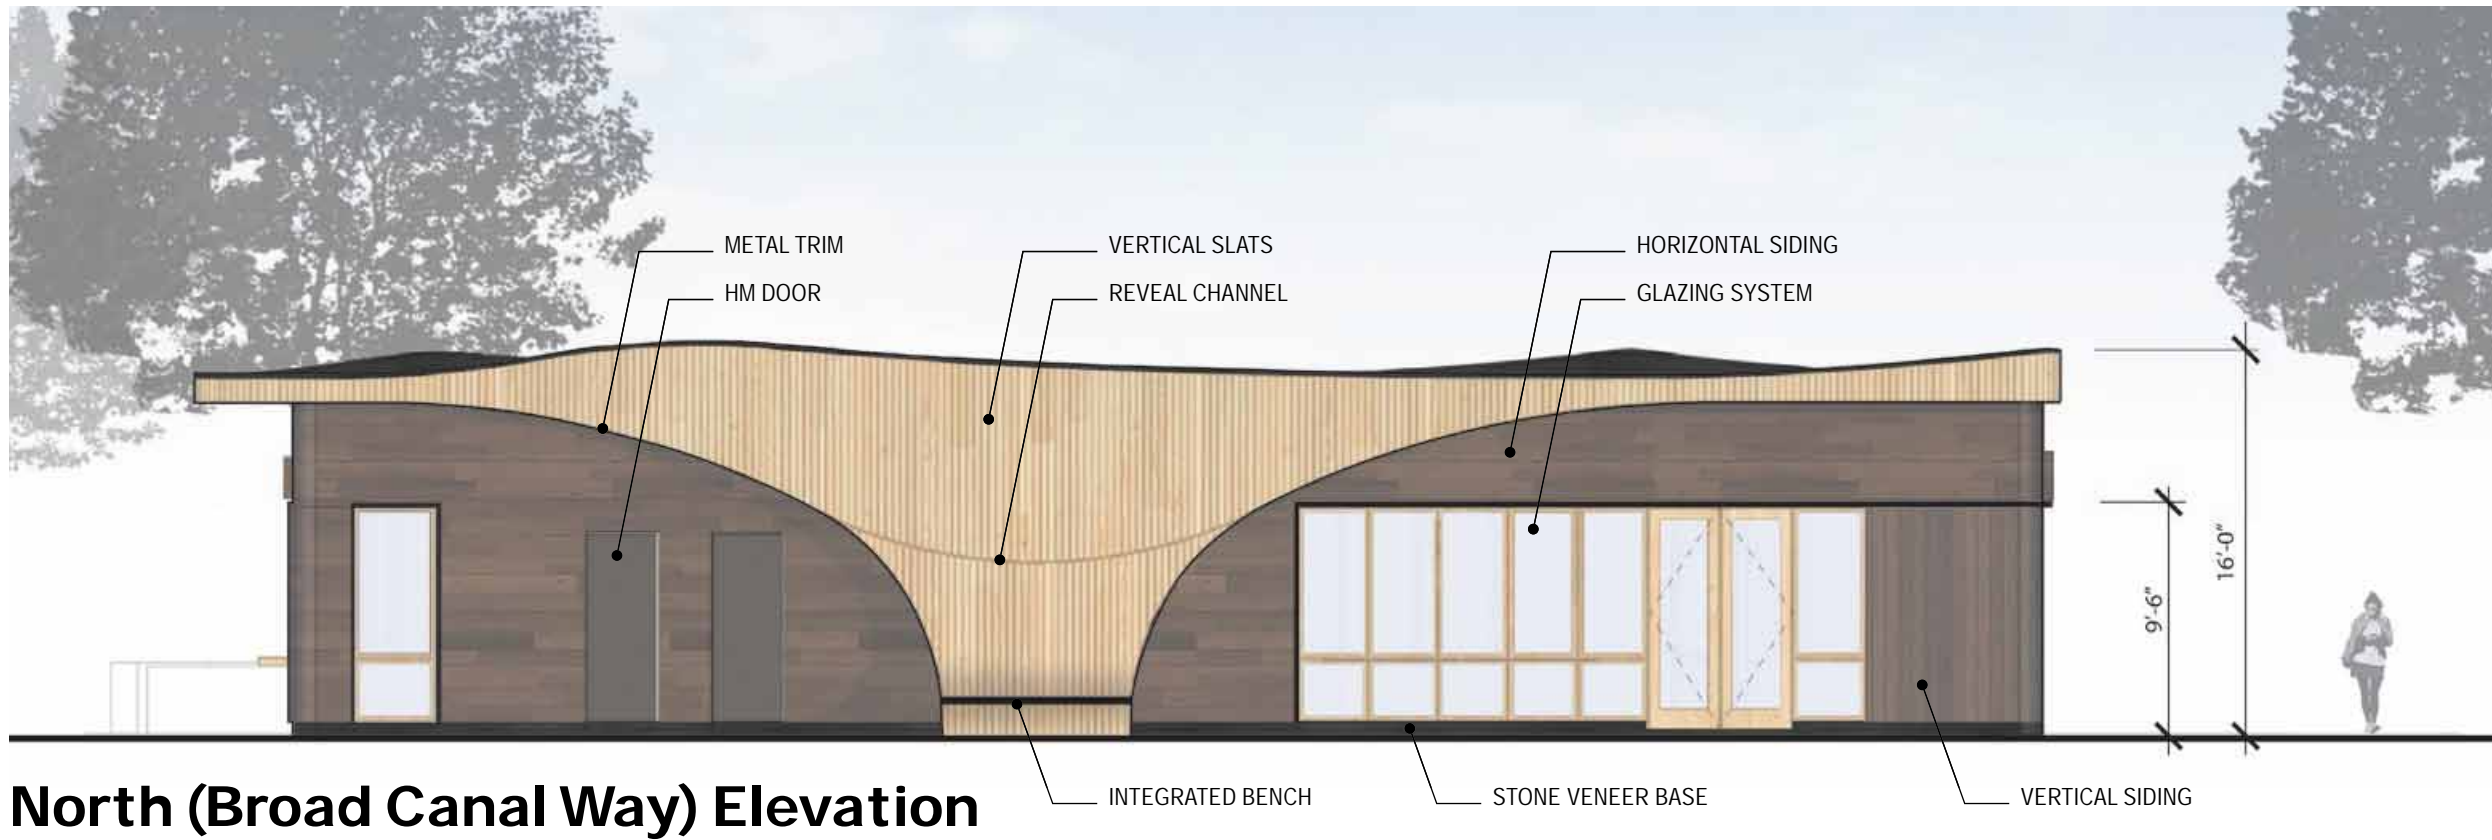 METAL TRIM
VERTICAL SLATS
HORIZONTAL SIDING
HM DOOR
REVEAL CHANNEL
GLAZING SYSTEM
16'-0"
9'-6"
INTEGRATED BENCH
STONE VENEER BASE
VERTICAL SIDING
North (Broad Canal Way) Elevation